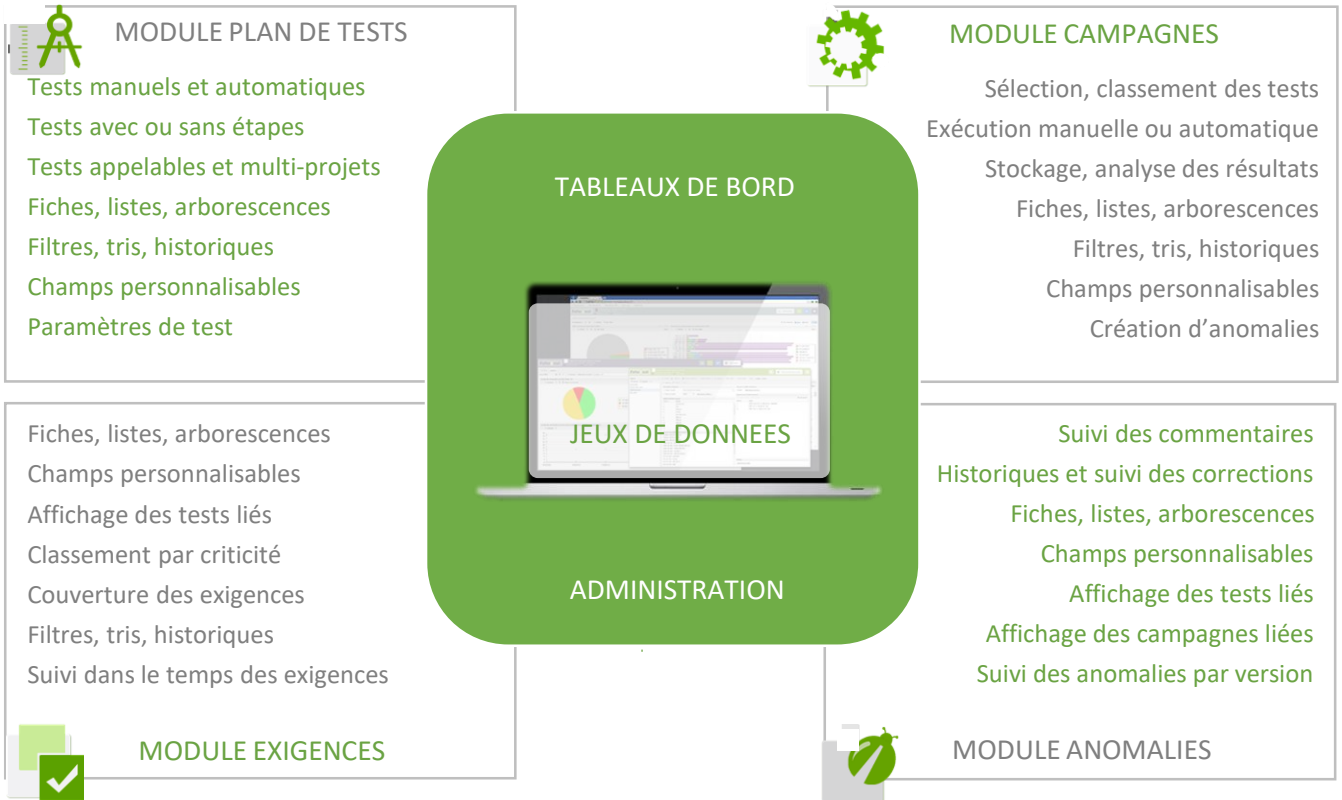 MODULE PLAN DE TESTS
Tests manuels et automatiques
Tests avec ou sans étapes
Tests appelables et multi-projets
Fiches, listes, arborescences
Filtres, tris, historiques
Champs personnalisables
Paramètres de test
MODULE CAMPAGNES
Sélection, classement des tests
Exécution manuelle ou automatique
Stockage, analyse des résultats
Fiches, listes, arborescences
Filtres, tris, historiques
Champs personnalisables
Création d’anomalies
TABLEAUX DE BORD
JEUX DE DONNEES
ADMINISTRATION
Fiches, listes, arborescences
Champs personnalisables
Affichage des tests liés
Classement par criticité
Couverture des exigences
Filtres, tris, historiques
Suivi dans le temps des exigences
MODULE EXIGENCES
Suivi des commentaires
Historiques et suivi des corrections
Fiches, listes, arborescences
Champs personnalisables
Affichage des tests liés
Affichage des campagnes liées
Suivi des anomalies par version
MODULE ANOMALIES